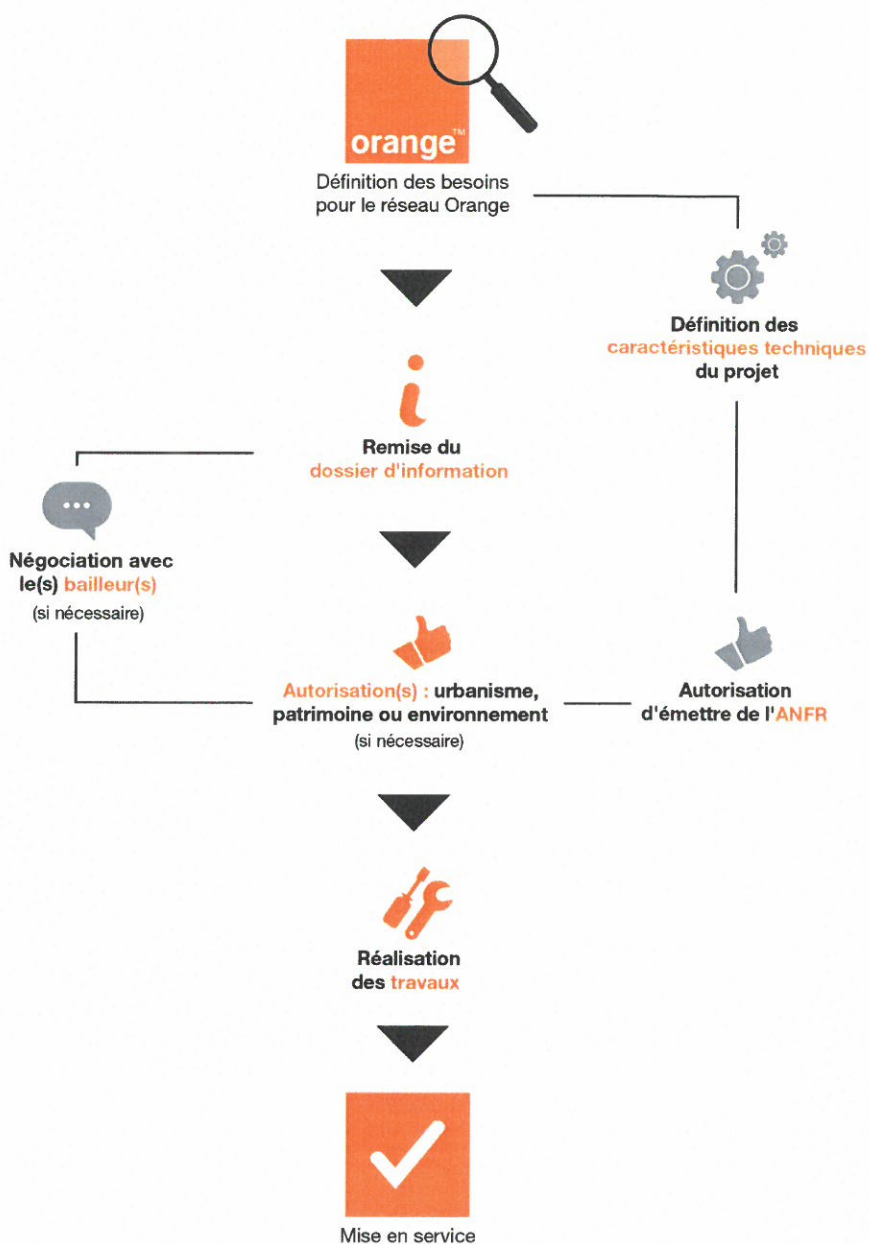 orange™
Définition des besoins
pour le réseau Orange
Définition des
caractéristiques techniques
du projet
Remise du
dossier d'information
Négociation avec
le(s) bailleur(s)
(si nécessaire)
Autorisation(s) : urbanisme,
patrimoine ou environnement
(si nécessaire)
Autorisation
d'émettre de l'ANFR
Réalisation
des travaux
Mise en service